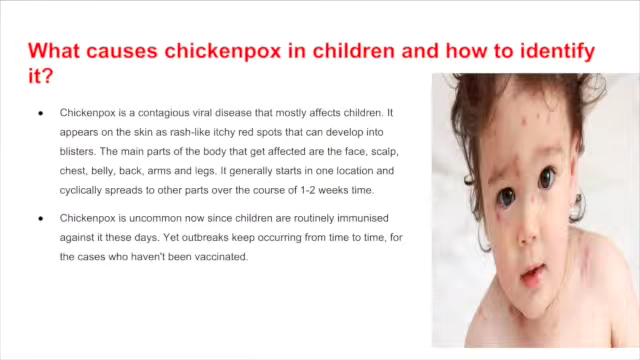 What causes chickenpox in children and how to identify
it?
● Chickenpox is a contagious viral disease that mostly affects children. It
appears on the skin as rash-like itchy red spots that can develop into
blisters. The main parts of the body that get affected are the face, scalp,
chest, belly, back, arms and legs. It generally starts in one location and
cyclically spreads to other parts over the course of 1-2 weeks time.
● Chickenpox is uncommon now since children are routinely immunised
against it these days. Yet outbreaks keep occurring from time to time, for
the cases who haven't been vaccinated.